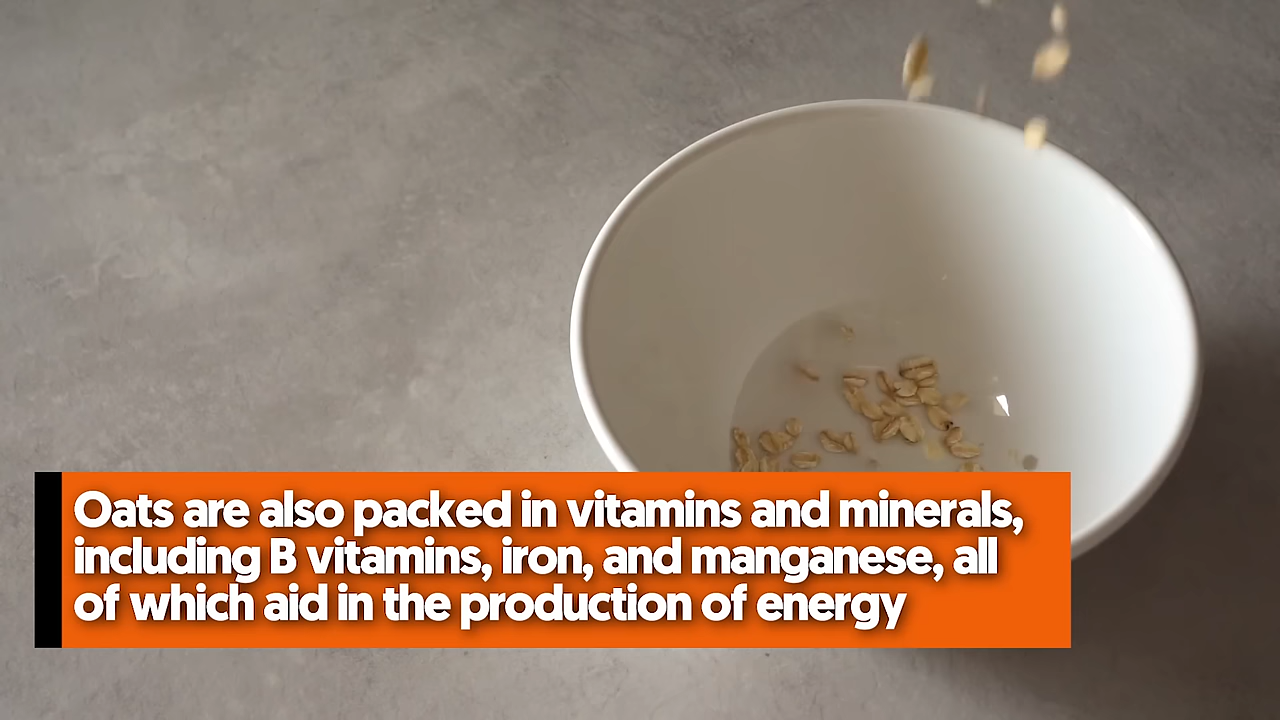 Oats are also packed in vitamins and minerals,
including B vitamins, iron, and manganese, all
of which aid in the production of energy